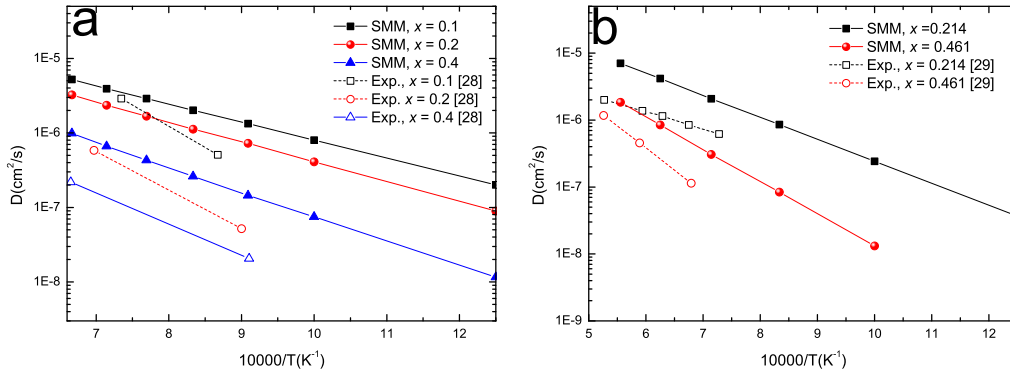 a
SMM, x = 0.1
SMM, x = 0.2
SMM, x = 0.4
Exp., x = 0.1 [28]
Exp. x = 0.2 [28]
Exp., x = 0.4 [28]
1E-5
1E-6
1E-7
1E-8
D(cm²/s)
7 8 9 10 11 12
10000/T(K⁻¹)
b
SMM, x =0.214
SMM, x =0.461
Exp., x =0.214 [29]
Exp., x =0.461 [29]
1E-5
1E-6
1E-7
1E-8
1E-9
D(cm²/s)
5 6 7 8 9 10 11 12
10000/T(K⁻¹)